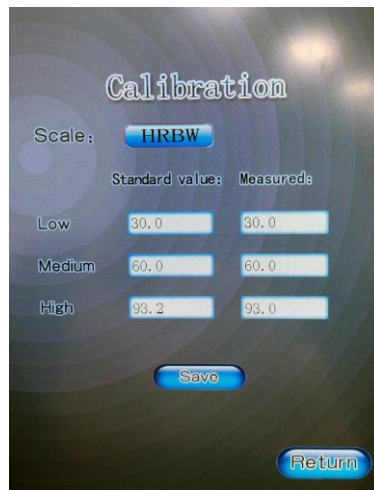 Calibration
Scale: HRBW
Standard value: Measured:
Low 30.0 30.0
Medium 60.0 60.0
High 93.2 93.0
Save
Return